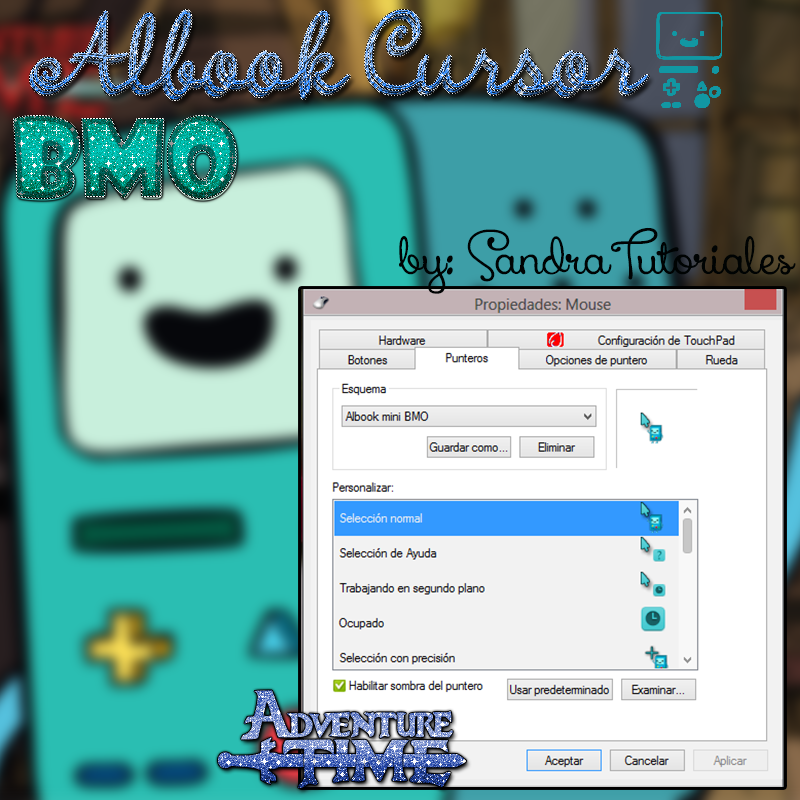 Albook Cursor
BMO
by: SandraTutoriales
Propiedades: Mouse
Hardware
Configuración de TouchPad
Botones
Punteros
Opciones de puntero
Rueda
Esquema
Albook mini BMO
Guardar como...
Eliminar
Personalizar:
Selección normal
Selección de Ayuda
Trabajando en segundo plano
Ocupado
Selección con precisión
Habilitar sombra del puntero
Usar predeterminado
Examinar...
ADVENTURE
TIME
Aceptar
Cancelar
Aplicar